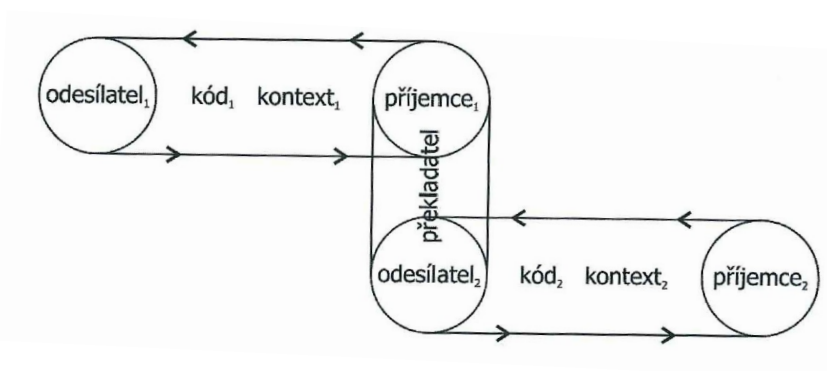 odesílatel₁ kód₁ kontext₁ příjemce₁
překladatel
odesílatel₂ kód₂ kontext₂ příjemce₂